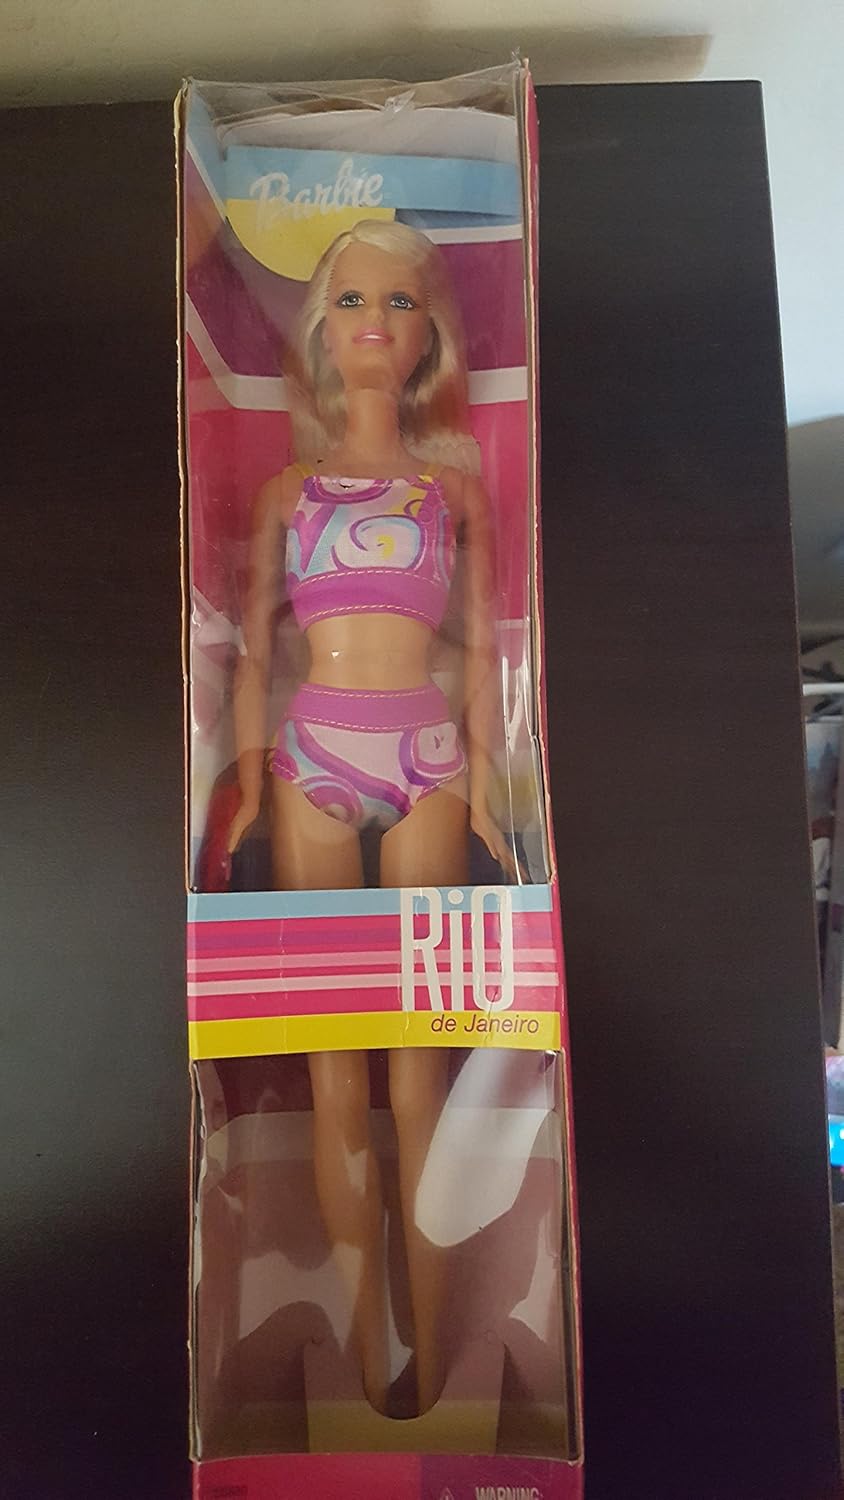 Barbie
RiO
de Janeiro
WARNING